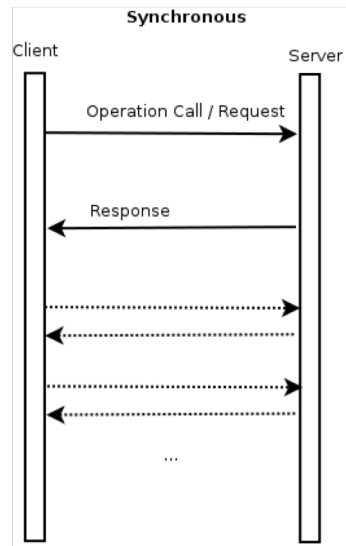 Synchronous
Client
Server
Operation Call / Request
Response
...